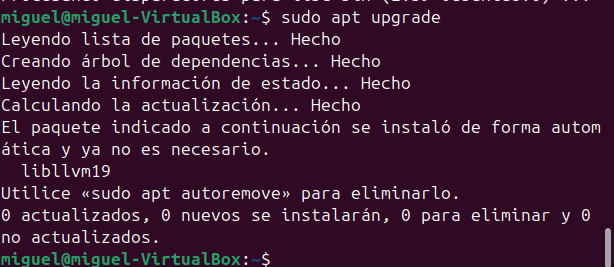 miguel@miguel-VirtualBox:~$ sudo apt upgrade
Leyendo lista de paquetes... Hecho
Creando árbol de dependencias... Hecho
Leyendo la información de estado... Hecho
Calculando la actualización... Hecho
El paquete indicado a continuación se instaló de forma autom
ática y ya no es necesario.
  libllvm19
Utilice «sudo apt autoremove» para eliminarlo.
0 actualizados, 0 nuevos se instalarán, 0 para eliminar y 0
no actualizados.
miguel@miguel-VirtualBox:~$